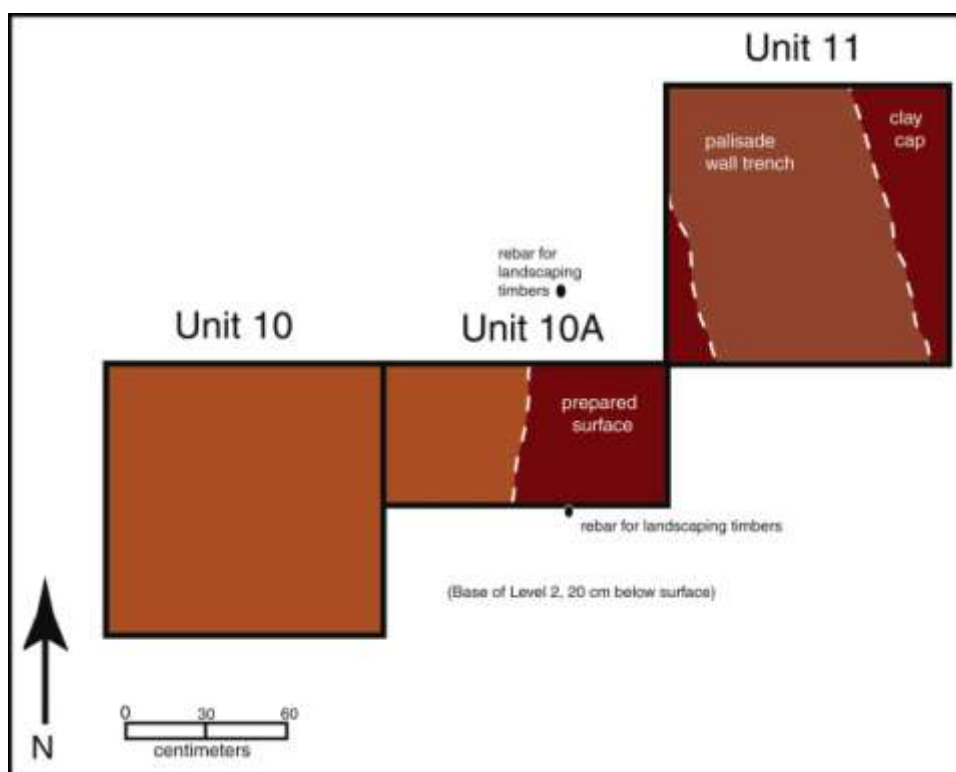 Unit 11
palisade
wall trench
clay
cap
rebar for
landscaping
timbers
Unit 10
Unit 10A
prepared
surface
rebar for landscaping timbers
(Base of Level 2, 20 cm below surface)
0 30 60
centimeters
N